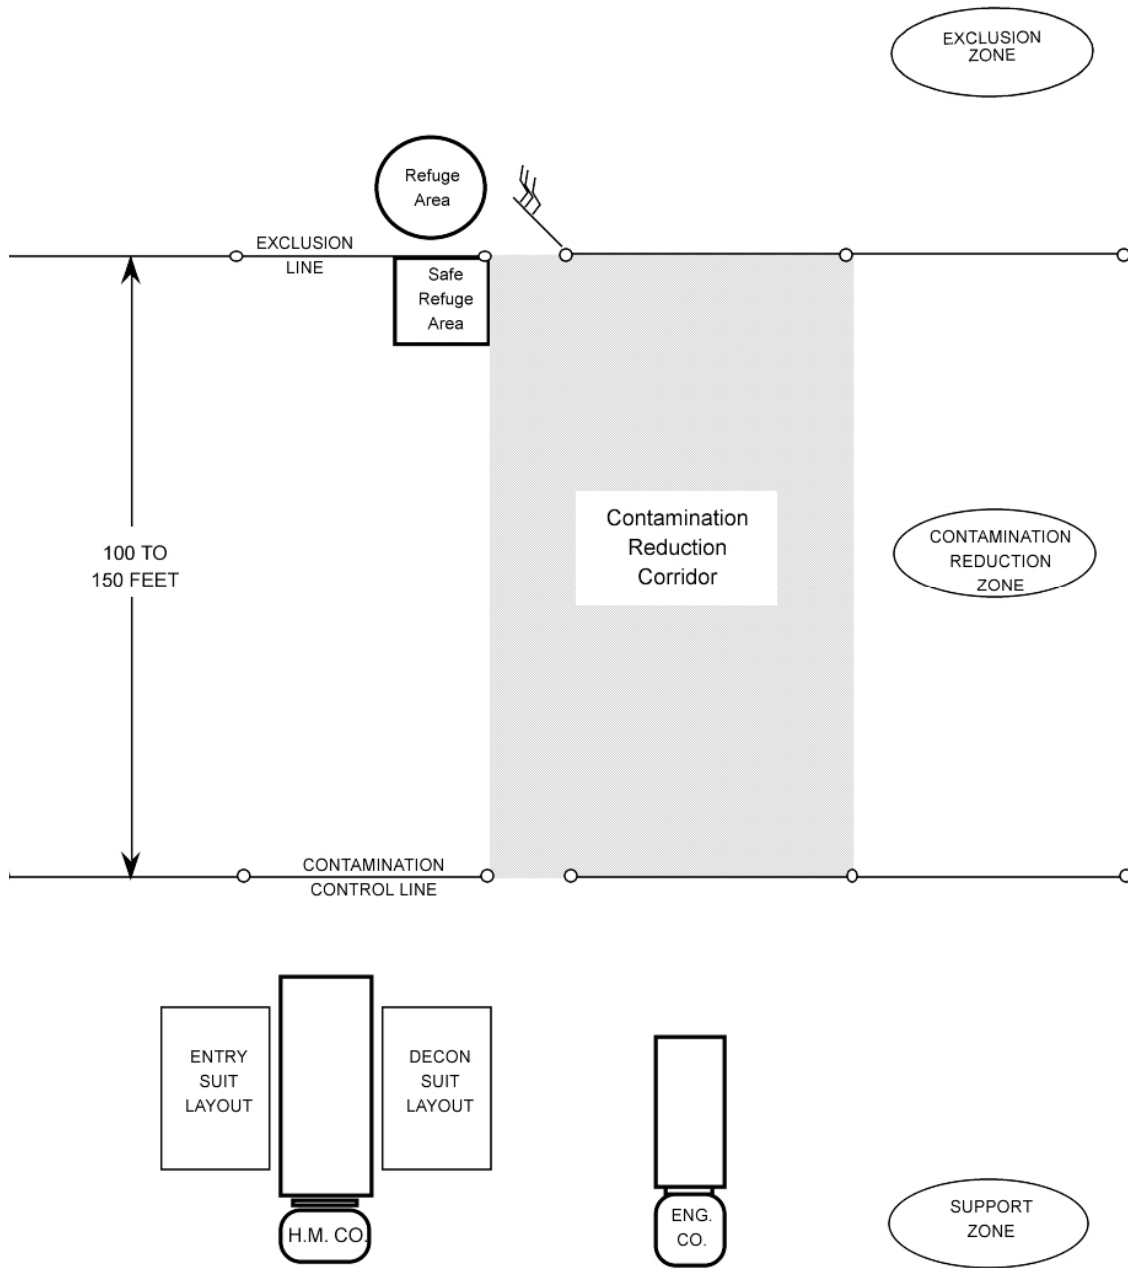 EXCLUSION
ZONE
Refuge
Area
EXCLUSION
LINE
Safe
Refuge
Area
Contamination
Reduction
Corridor
100 TO
150 FEET
CONTAMINATION
REDUCTION
ZONE
CONTAMINATION
CONTROL LINE
ENTRY
SUIT
LAYOUT
DECON
SUIT
LAYOUT
H.M. CO.
ENG.
CO.
SUPPORT
ZONE